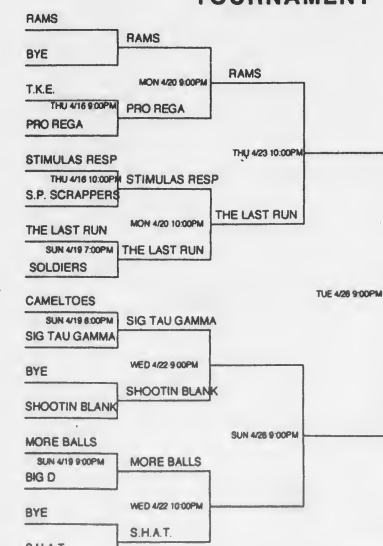 TOURNAMENT
RAMS
RAMS
BYE
MON 4/20 9:00PM
RAMS
T.K.E.
THU 4/16 9:00PM
PRO REGA
PRO REGA
THU 4/23 10:00PM
STIMULAS RESP
THU 4/16 10:00PM
STIMULAS RESP
S.P. SCRAPPERS
MON 4/20 10:00PM
THE LAST RUN
THE LAST RUN
SUN 4/19 7:00PM
THE LAST RUN
SOLDIERS
TUE 4/28 9:00PM
CAMELTOES
SUN 4/19 8:00PM
SIG TAU GAMMA
SIG TAU GAMMA
WED 4/22 9:00PM
BYE
SHOOTIN BLANK
SHOOTIN BLANK
SUN 4/26 9:00PM
MORE BALLS
SUN 4/19 9:00PM
MORE BALLS
BIG D
WED 4/22 10:00PM
BYE
S.H.A.T.
S.H.A.T.